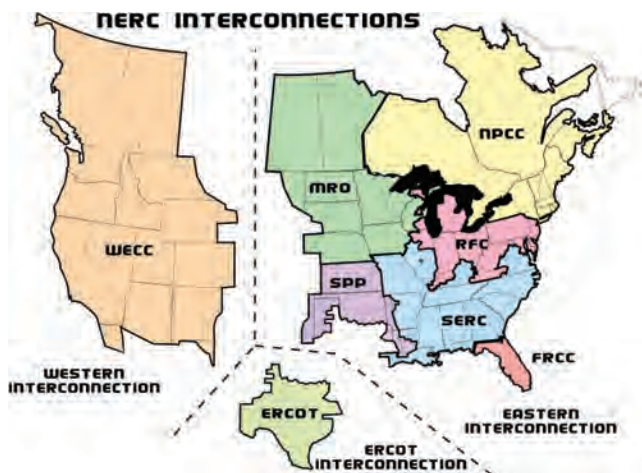 NERC INTERCONNECTIONS
NPCC
MRO
RFC
WECC
SPP
SERC
FRCC
WESTERN
INTERCONNECTION
EASTERN
INTERCONNECTION
ERCOT
ERCOT
INTERCONNECTION